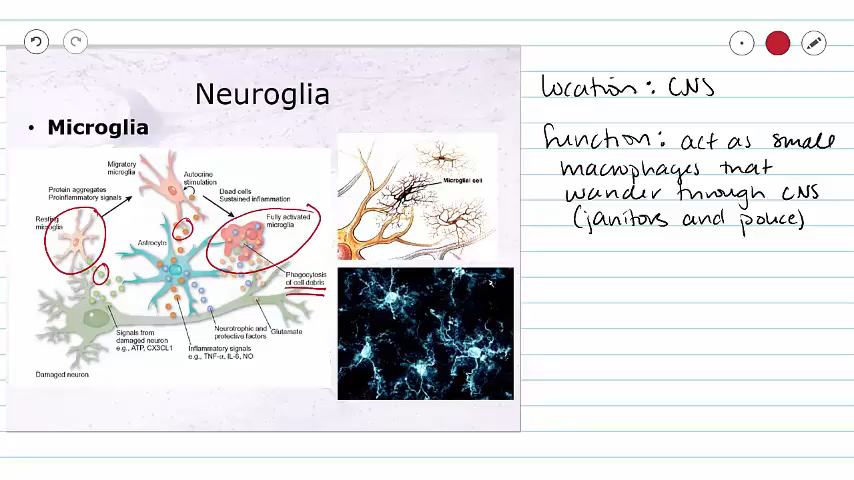 Neuroglia
• Microglia
Migratory
microglia
Autocrine
stimulation
Protein aggregates
Proinflammatory signals
Dead cells
Sustained inflammation
Resting
microglia
Fully activated
microglia
Astrocyte
Phagocytosis
of cell debris
Signals from
damaged neuron
e.g., ATP, CX3CL1
Inflammatory signals
e.g., TNF-α, IL-6, NO
Neurotrophic and
protective factors
Glutamate
Damaged neuron
Microglial cell
location: CNS
function: act as small
macrophages that
wander through CNS
(janitors and police)